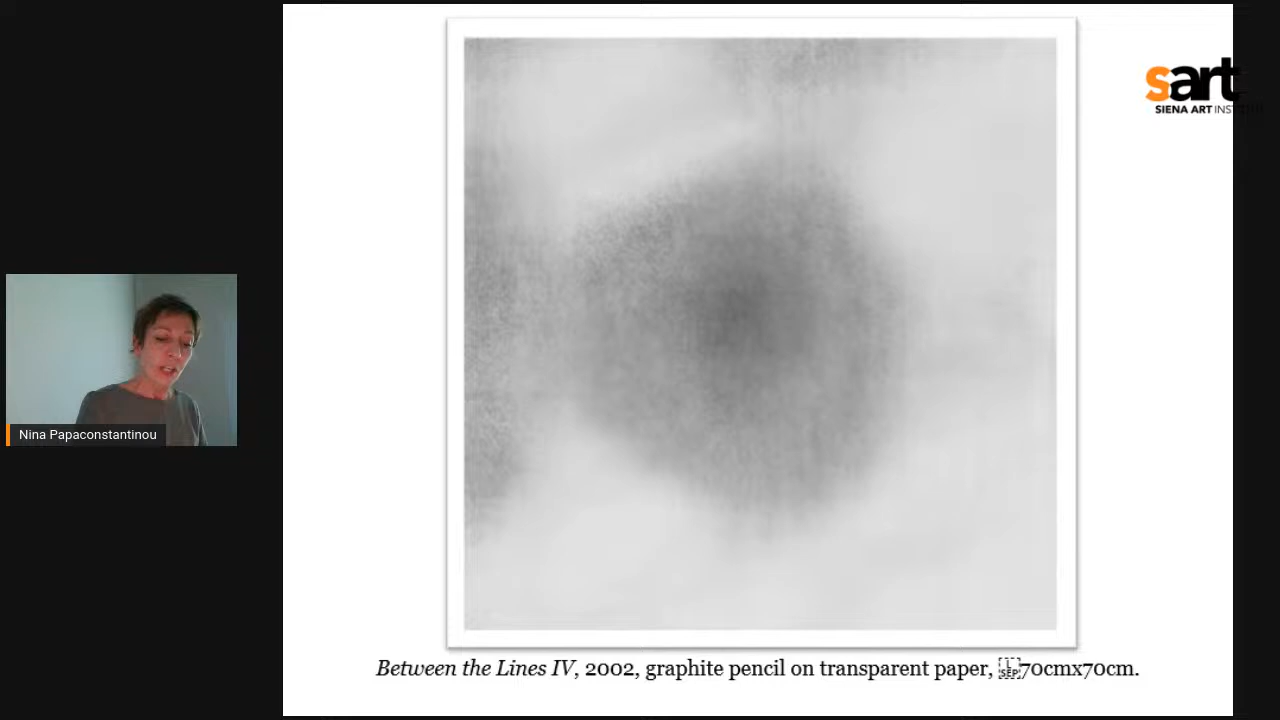 sart
SIENA ART INSTITUTE
Nina Papaconstantinou
Between the Lines IV, 2002, graphite pencil on transparent paper, 70cmx70cm.